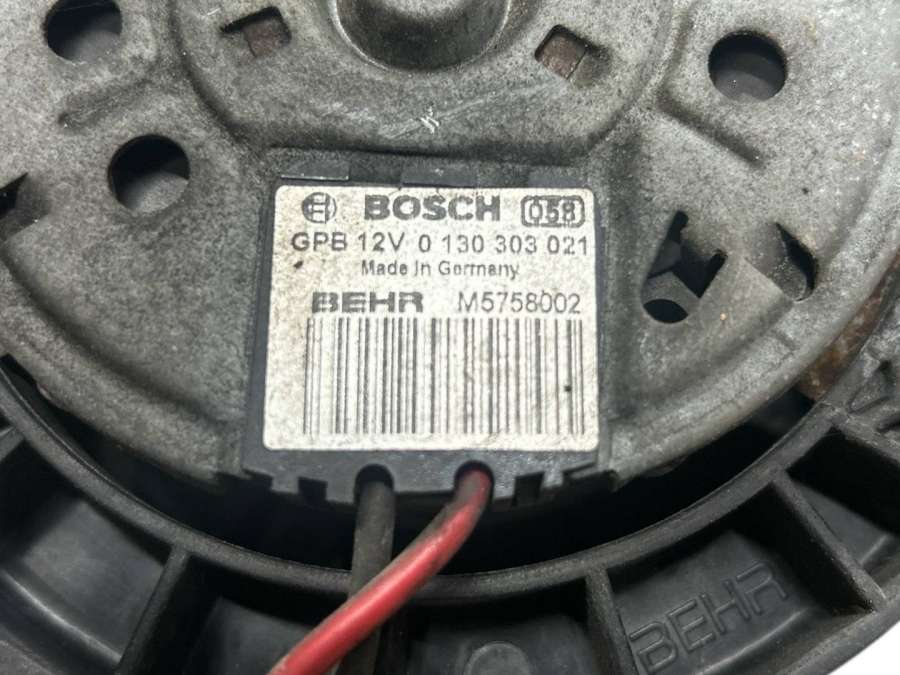 BOSCH 058
GPB 12V 0 130 303 021
Made in Germany
BEHR M5758002
BEHR